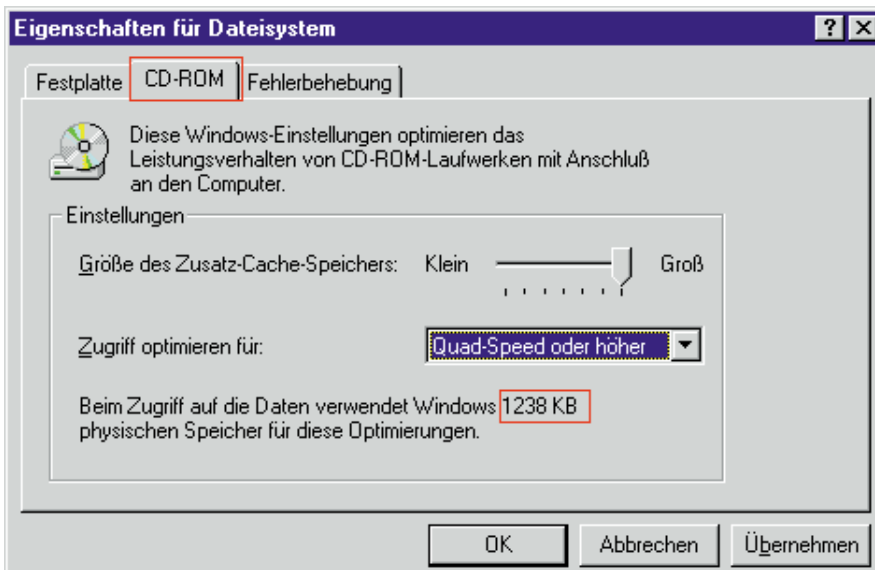 Eigenschaften für Dateisystem
Festplatte CD-ROM Fehlerbehebung
Diese Windows-Einstellungen optimieren das
Leistungsverhalten von CD-ROM-Laufwerken mit Anschluß
an den Computer.
Einstellungen
Größe des Zusatz-Cache-Speichers: Klein Groß
Zugriff optimieren für: Quad-Speed oder höher
Beim Zugriff auf die Daten verwendet Windows 1238 KB
physischen Speicher für diese Optimierungen.
OK Abbrechen Übernehmen